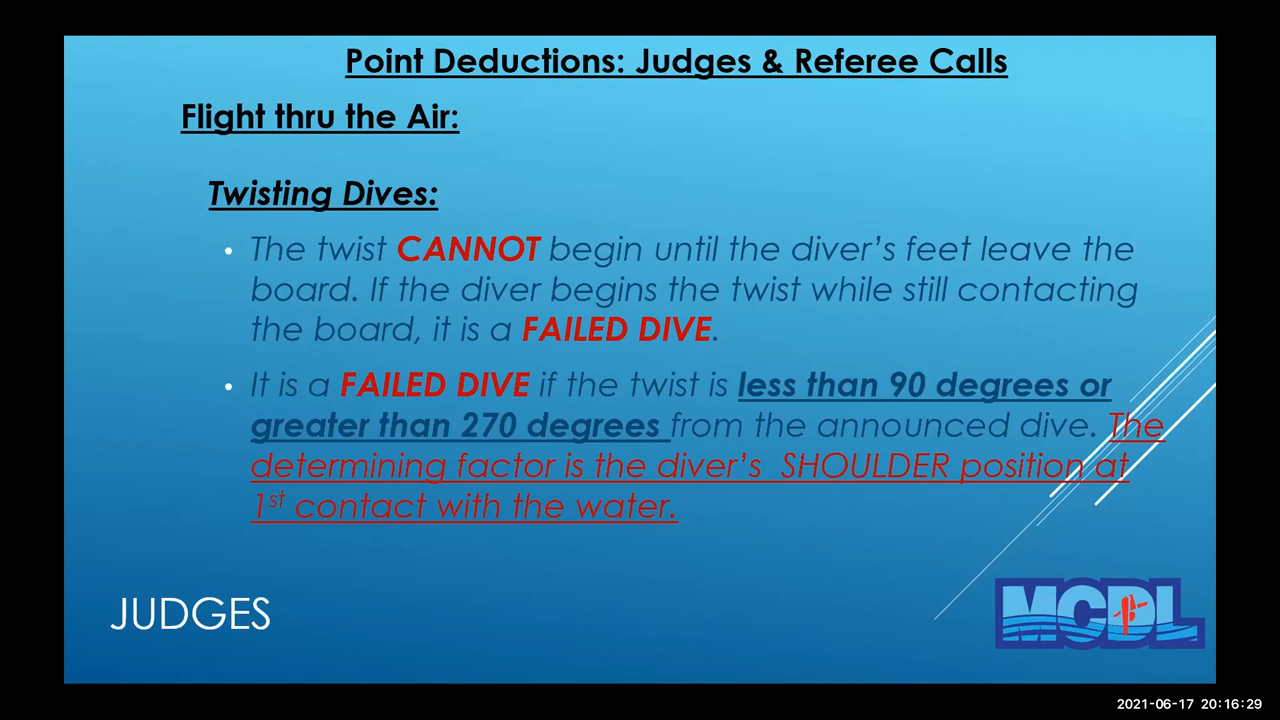 Point Deductions: Judges & Referee Calls
Flight thru the Air:
Twisting Dives:
• The twist CANNOT begin until the diver’s feet leave the
board. If the diver begins the twist while still contacting
the board, it is a FAILED DIVE.
• It is a FAILED DIVE if the twist is less than 90 degrees or
greater than 270 degrees from the announced dive. The
determining factor is the diver’s SHOULDER position at
1st contact with the water.
JUDGES
MCDL
2021-06-17 20:16:29